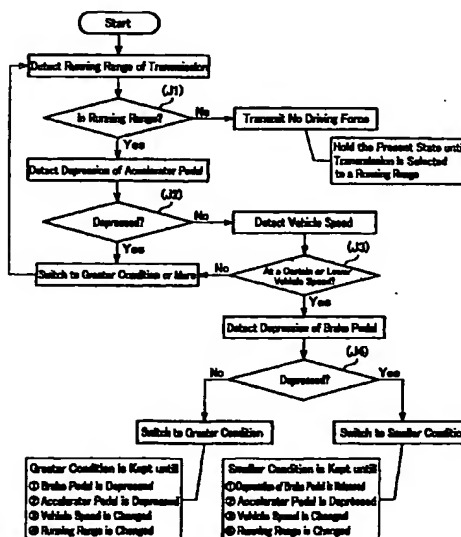 Start
Detect Running Range of Transmission
(J1)
Is Running Range?
No
Transmit No Driving Force
Yes
Hold the Present State until
Transmission is Selected
to a Running Range
Detect Depression of Accelerator Pedal
(J2)
Depressed?
No
Detect Vehicle Speed
Yes
(J3)
Switch to Greater Condition or More
No
At a Certain or Lower
Vehicle Speed?
Yes
Detect Depression of Brake Pedal
(J4)
No
Depressed?
Yes
Switch to Greater Condition
Switch to Smaller Condition
Greater Condition is Kept until
① Brake Pedal is Depressed
② Accelerator Pedal is Depressed
③ Vehicle Speed is Changed
④ Running Range is Changed
Smaller Condition is Kept until
① Depression of Brake Pedal is Released
② Accelerator Pedal is Depressed
③ Vehicle Speed is Changed
④ Running Range is Changed